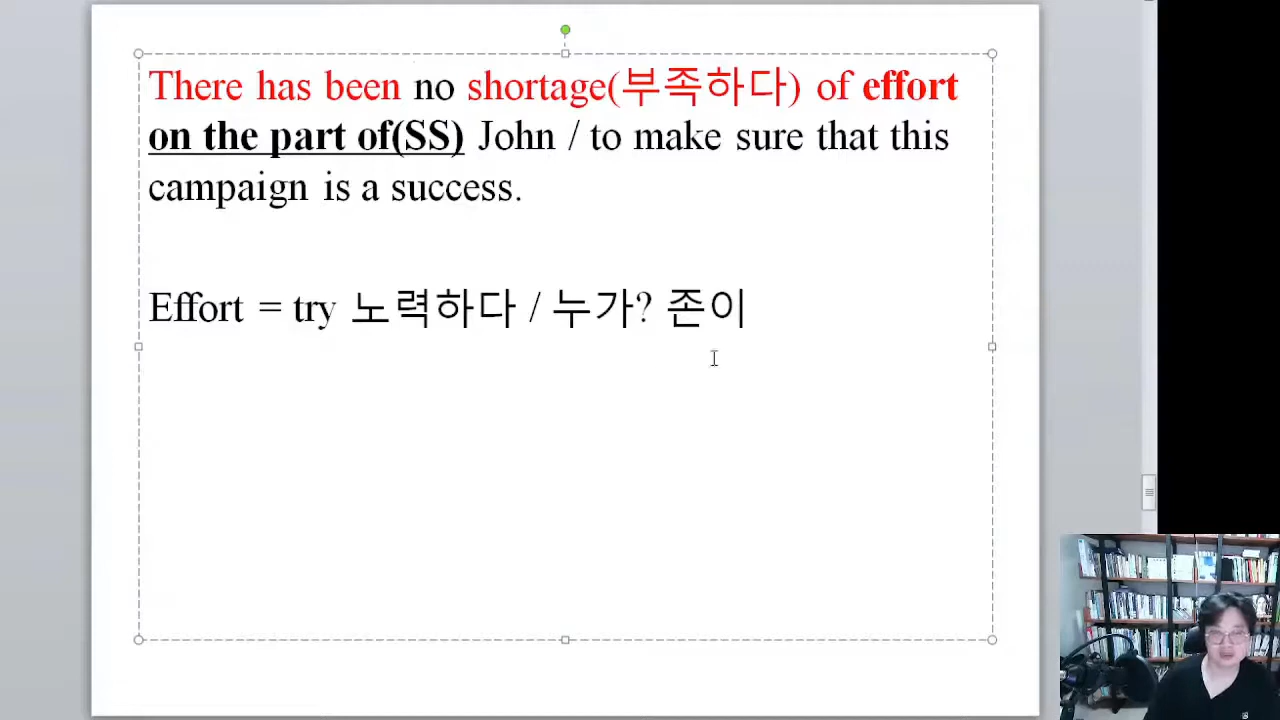 There has been no shortage(부족하다) of effort
on the part of(SS) John / to make sure that this
campaign is a success.
Effort = try 노력하다 / 누가? 존이